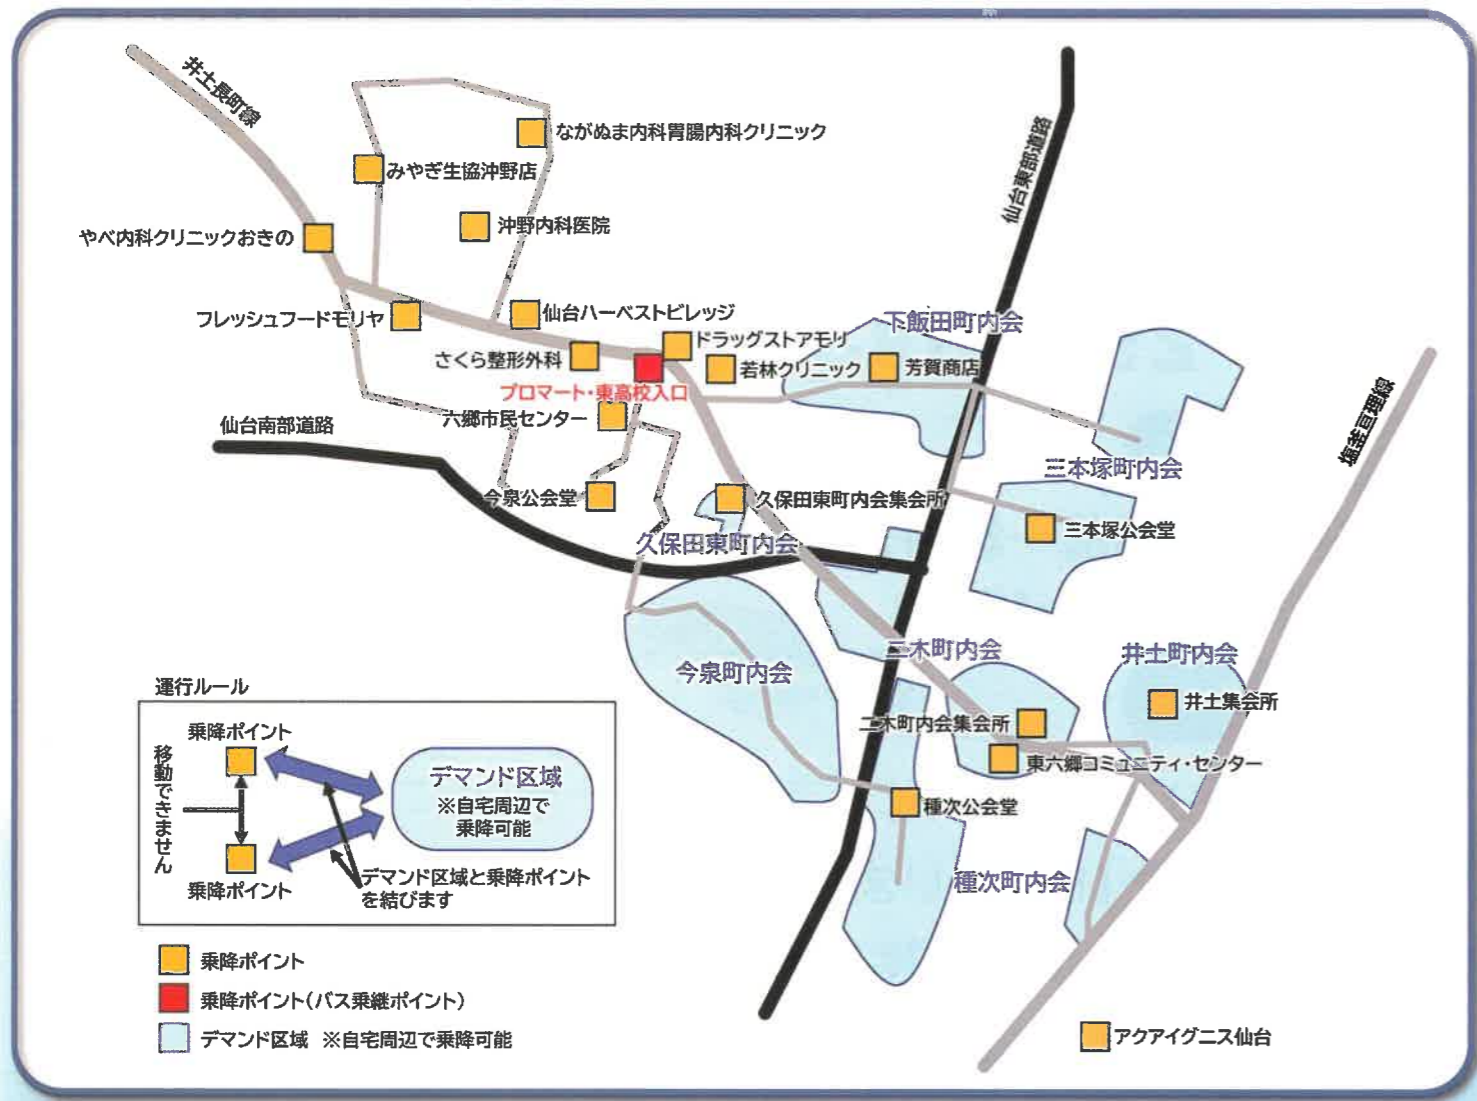 井土長町線
ながぬま内科胃腸内科クリニック
みやぎ生協沖野店
沖野内科医院
やべ内科クリニックおきの
仙台東部道路
フレッシュフードモリヤ
仙台ハーベストビレッジ
下飯田町内会
ドラッグストアモリ
さくら整形外科
若林クリニック
芳賀商店
プロマート・東高校入口
六郷市民センター
仙台南部道路
塩釜亘理線
三本塚町内会
今泉公会堂
久保田東町内会集会所
三本塚公会堂
久保田東町内会
二木町内会
井土町内会
今泉町内会
井土集会所
二木町内会集会所
東六郷コミュニティ・センター
種次公会堂
種次町内会
運行ルール
乗降ポイント
移動できません
デマンド区域
※自宅周辺で
乗降可能
乗降ポイント
デマンド区域と乗降ポイント
を結びます
乗降ポイント
乗降ポイント(バス乗継ポイント)
デマンド区域 ※自宅周辺で乗降可能
アクアイグニス仙台